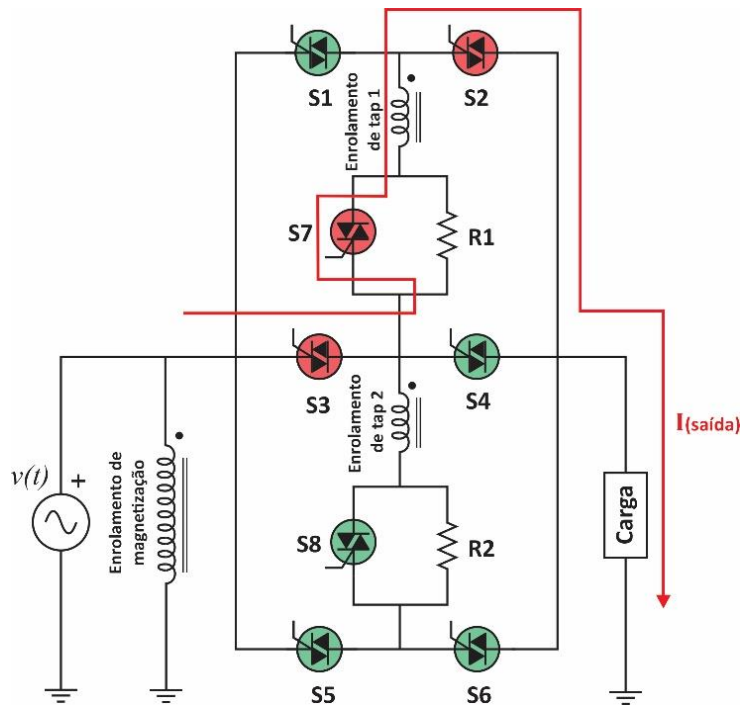 S1
S2
Enrolamento
de tap 1
S7
R1
S3
S4
Enrolamento
de tap 2
I(saída)
v(t)
+
Enrolamento de
magnetização
S8
R2
Carga
S5
S6